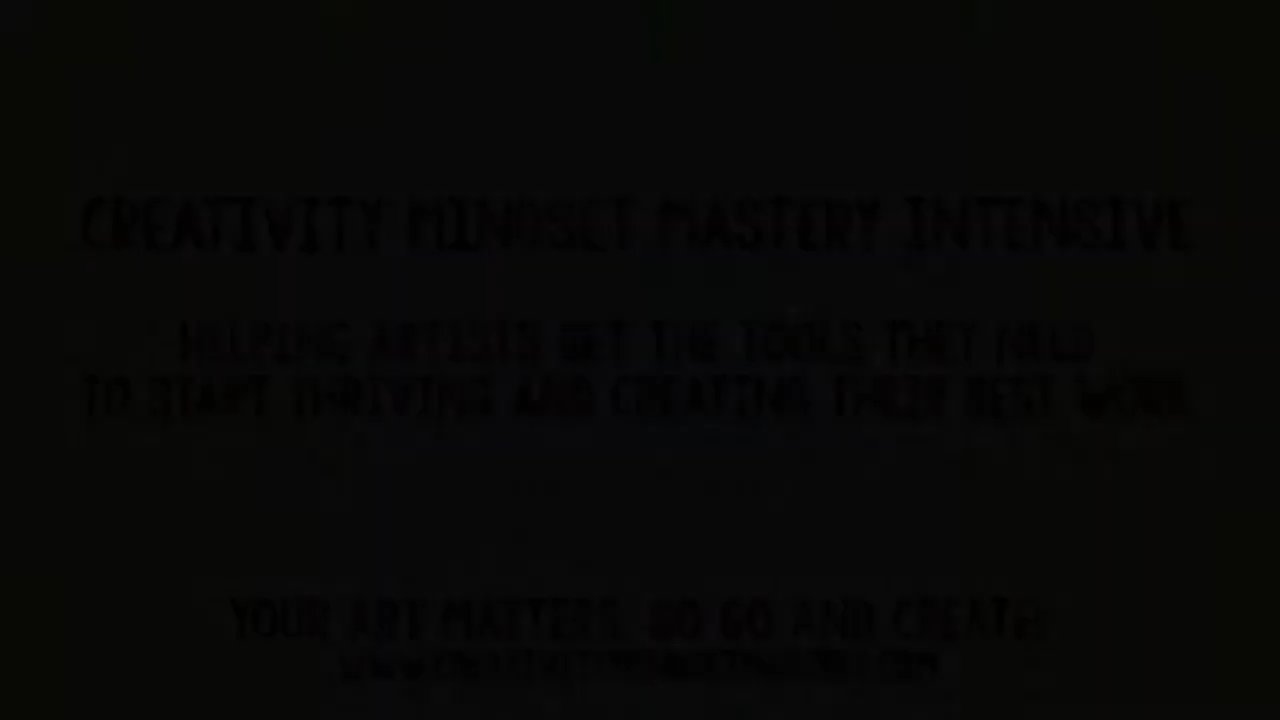 CREATIVITY MINDSET MASTERY INTENSIVE
HELPING ARTISTS GET THE TOOLS THEY NEED
TO START THRIVING AND CREATING THEIR BEST WORK
YOUR ART MATTERS, SO GO AND CREATE!